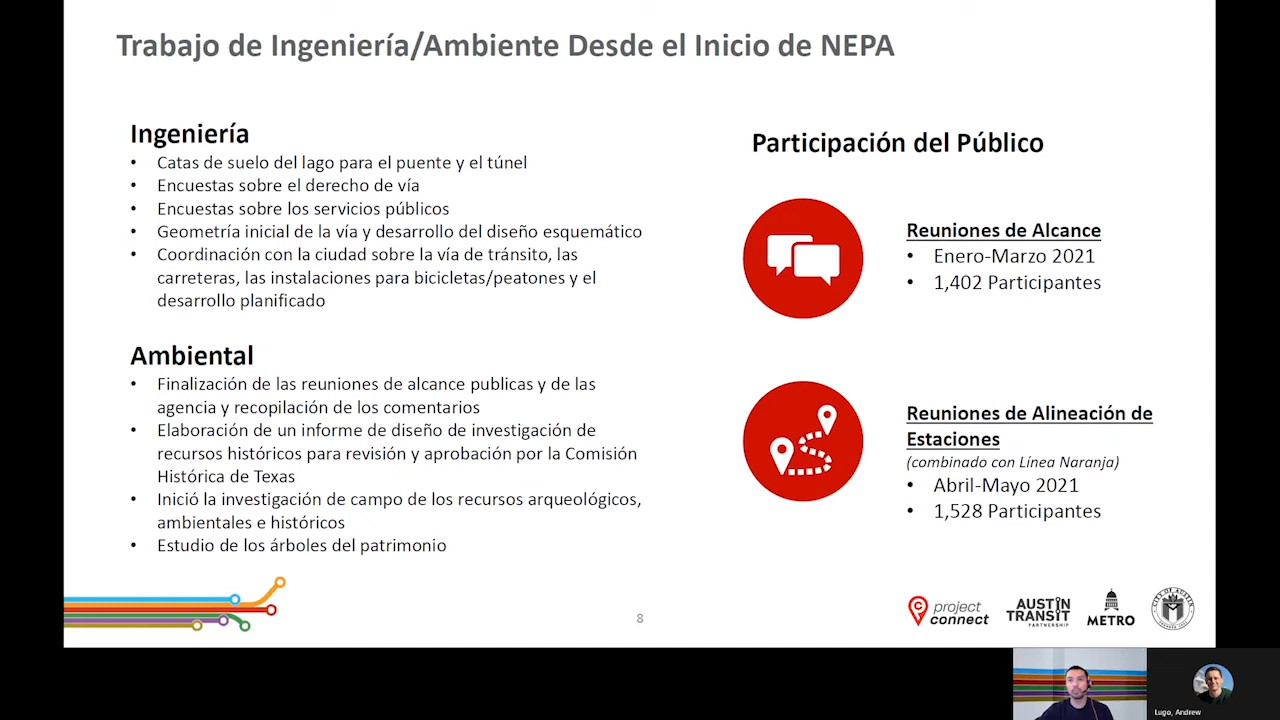 Trabajo de Ingeniería/Ambiente Desde el Inicio de NEPA
Ingeniería
• Catas de suelo del lago para el puente y el túnel
• Encuestas sobre el derecho de vía
• Encuestas sobre los servicios públicos
• Geometría inicial de la vía y desarrollo del diseño esquemático
• Coordinación con la ciudad sobre la vía de tránsito, las
carreteras, las instalaciones para bicicletas/peatones y el
desarrollo planificado
Ambiental
• Finalización de las reuniones de alcance publicas y de las
agencia y recopilación de los comentarios
• Elaboración de un informe de diseño de investigación de
recursos históricos para revisión y aprobación por la Comisión
Histórica de Texas
• Inició la investigación de campo de los recursos arqueológicos,
ambientales e históricos
• Estudio de los árboles del patrimonio
Participación del Público
Reuniones de Alcance
• Enero-Marzo 2021
• 1,402 Participantes
Reuniones de Alineación de
Estaciones
(combinado con Línea Naranja)
• Abril-Mayo 2021
• 1,528 Participantes
8
project
connect
AUSTIN
TRANSIT
PARTNERSHIP
METRO
CITY OF AUSTIN
Lugo, Andrew